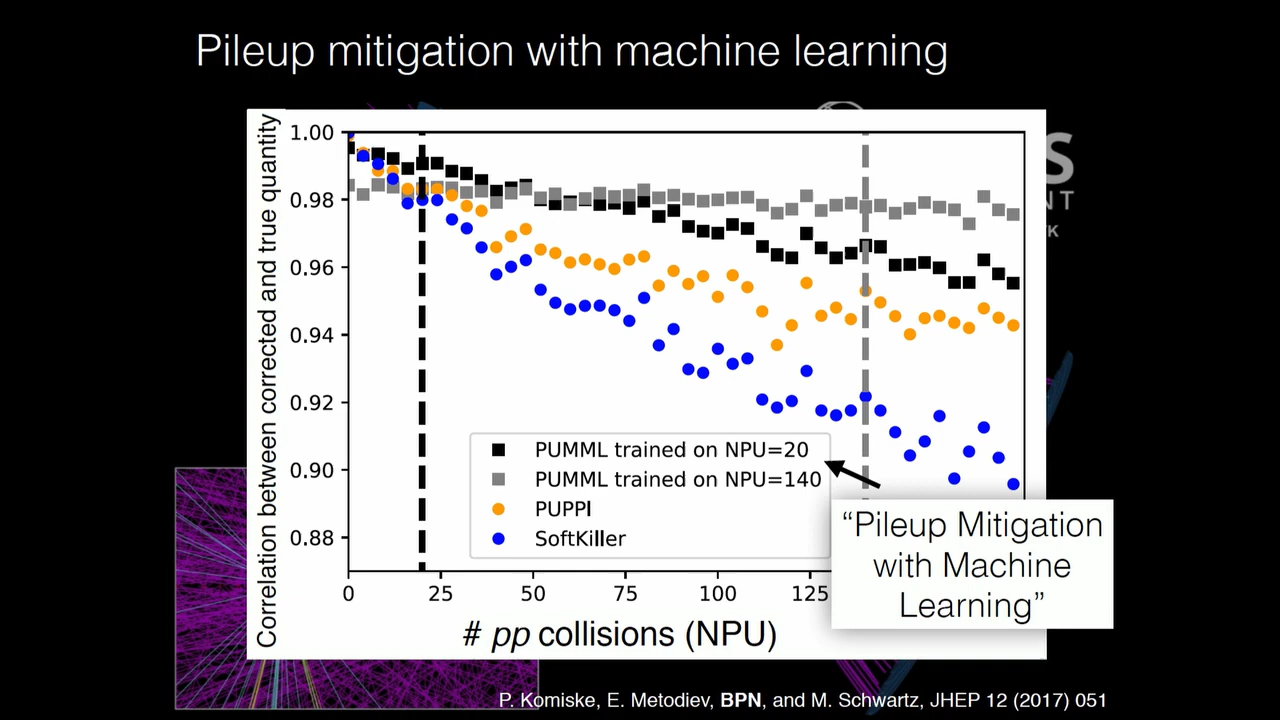 Pileup mitigation with machine learning
Correlation between corrected and true quantity
1.00
0.98
0.96
0.94
0.92
0.90
0.88
PUMML trained on NPU=20
PUMML trained on NPU=140
PUPPI
SoftKiller
0 25 50 75 100 125
# pp collisions (NPU)
“Pileup Mitigation
with Machine
Learning”
S
NT
K
P. Komiske, E. Metodiev, BPN, and M. Schwartz, JHEP 12 (2017) 051